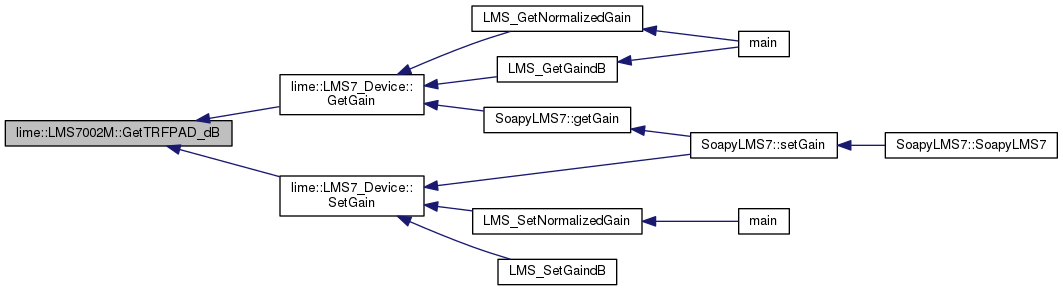 LMS_GetNormalizedGain
main
LMS_GetGaindB
lime::LMS7_Device::
GetGain
SoapyLMS7::getGain
lime::LMS7002M::GetTRFPAD_dB
SoapyLMS7::setGain
SoapyLMS7::SoapyLMS7
lime::LMS7_Device::
SetGain
LMS_SetNormalizedGain
main
LMS_SetGaindB